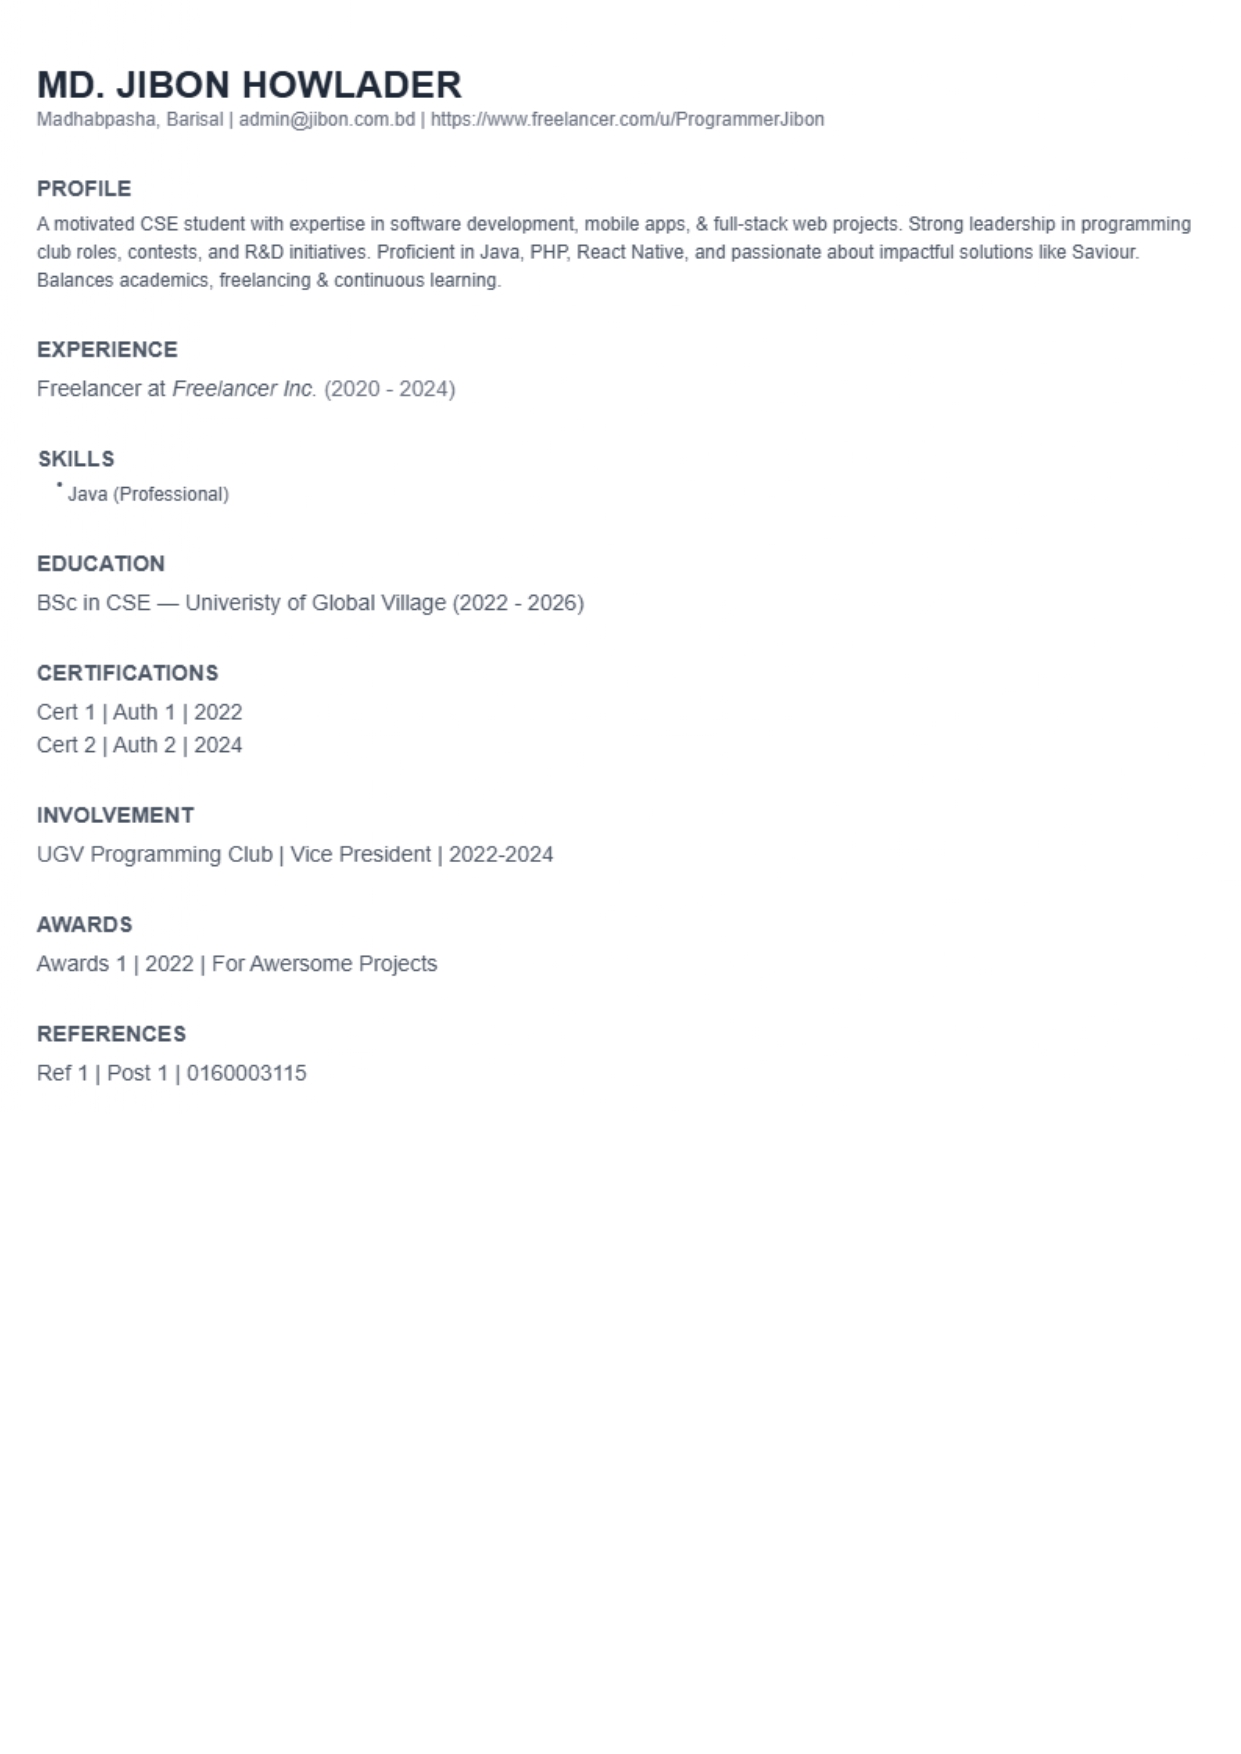 MD. JIBON HOWLADER
Madhabpasha, Barisal | admin@jibon.com.bd | https://www.freelancer.com/u/ProgrammerJibon
PROFILE
A motivated CSE student with expertise in software development, mobile apps, & full-stack web projects. Strong leadership in programming
club roles, contests, and R&D initiatives. Proficient in Java, PHP, React Native, and passionate about impactful solutions like Saviour.
Balances academics, freelancing & continuous learning.
EXPERIENCE
Freelancer at Freelancer Inc. (2020 - 2024)
SKILLS
• Java (Professional)
EDUCATION
BSc in CSE — Univeristy of Global Village (2022 - 2026)
CERTIFICATIONS
Cert 1 | Auth 1 | 2022
Cert 2 | Auth 2 | 2024
INVOLVEMENT
UGV Programming Club | Vice President | 2022-2024
AWARDS
Awards 1 | 2022 | For Awersome Projects
REFERENCES
Ref 1 | Post 1 | 0160003115